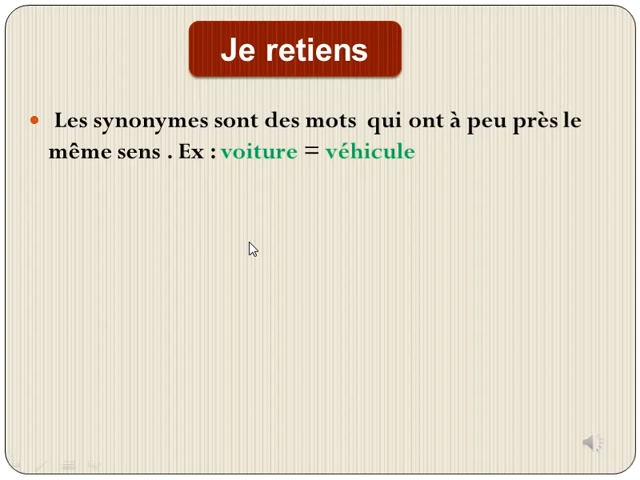 Je retiens
Les synonymes sont des mots qui ont à peu près le
même sens . Ex : voiture = véhicule